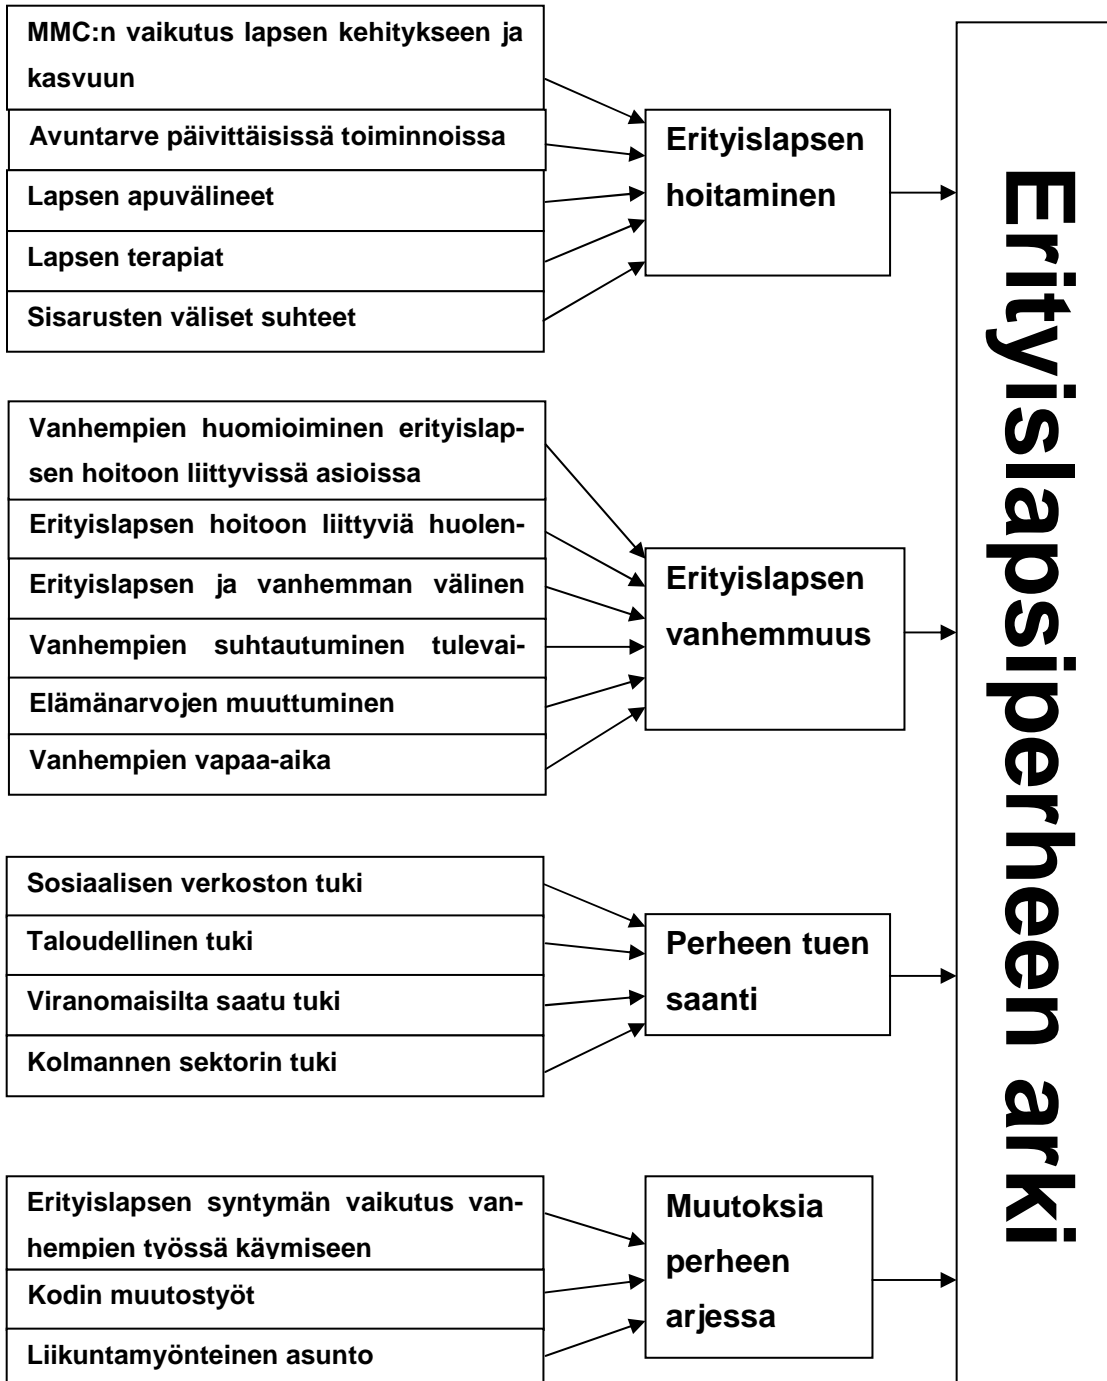 MMC:n vaikutus lapsen kehitykseen ja
kasvuun
Avuntarve päivittäisissä toiminnoissa
Lapsen apuvälineet
Lapsen terapiat
Sisarusten väliset suhteet
Erityislapsen
hoitaminen
Vanhempien huomioiminen erityislap-
sen hoitoon liittyvissä asioissa
Erityislapsen hoitoon liittyviä huolen-
Erityislapsen ja vanhemman välinen
Vanhempien suhtautuminen tulevai-
Elämänarvojen muuttuminen
Vanhempien vapaa-aika
Erityislapsen
vanhemmuus
Sosiaalisen verkoston tuki
Taloudellinen tuki
Viranomaisilta saatu tuki
Kolmannen sektorin tuki
Perheen tuen
saanti
Erityislapsen syntymän vaikutus van-
hempien työssä käymiseen
Kodin muutostyöt
Liikuntamyönteinen asunto
Muutoksia
perheen
arjessa
Erityislapsiperheen arki